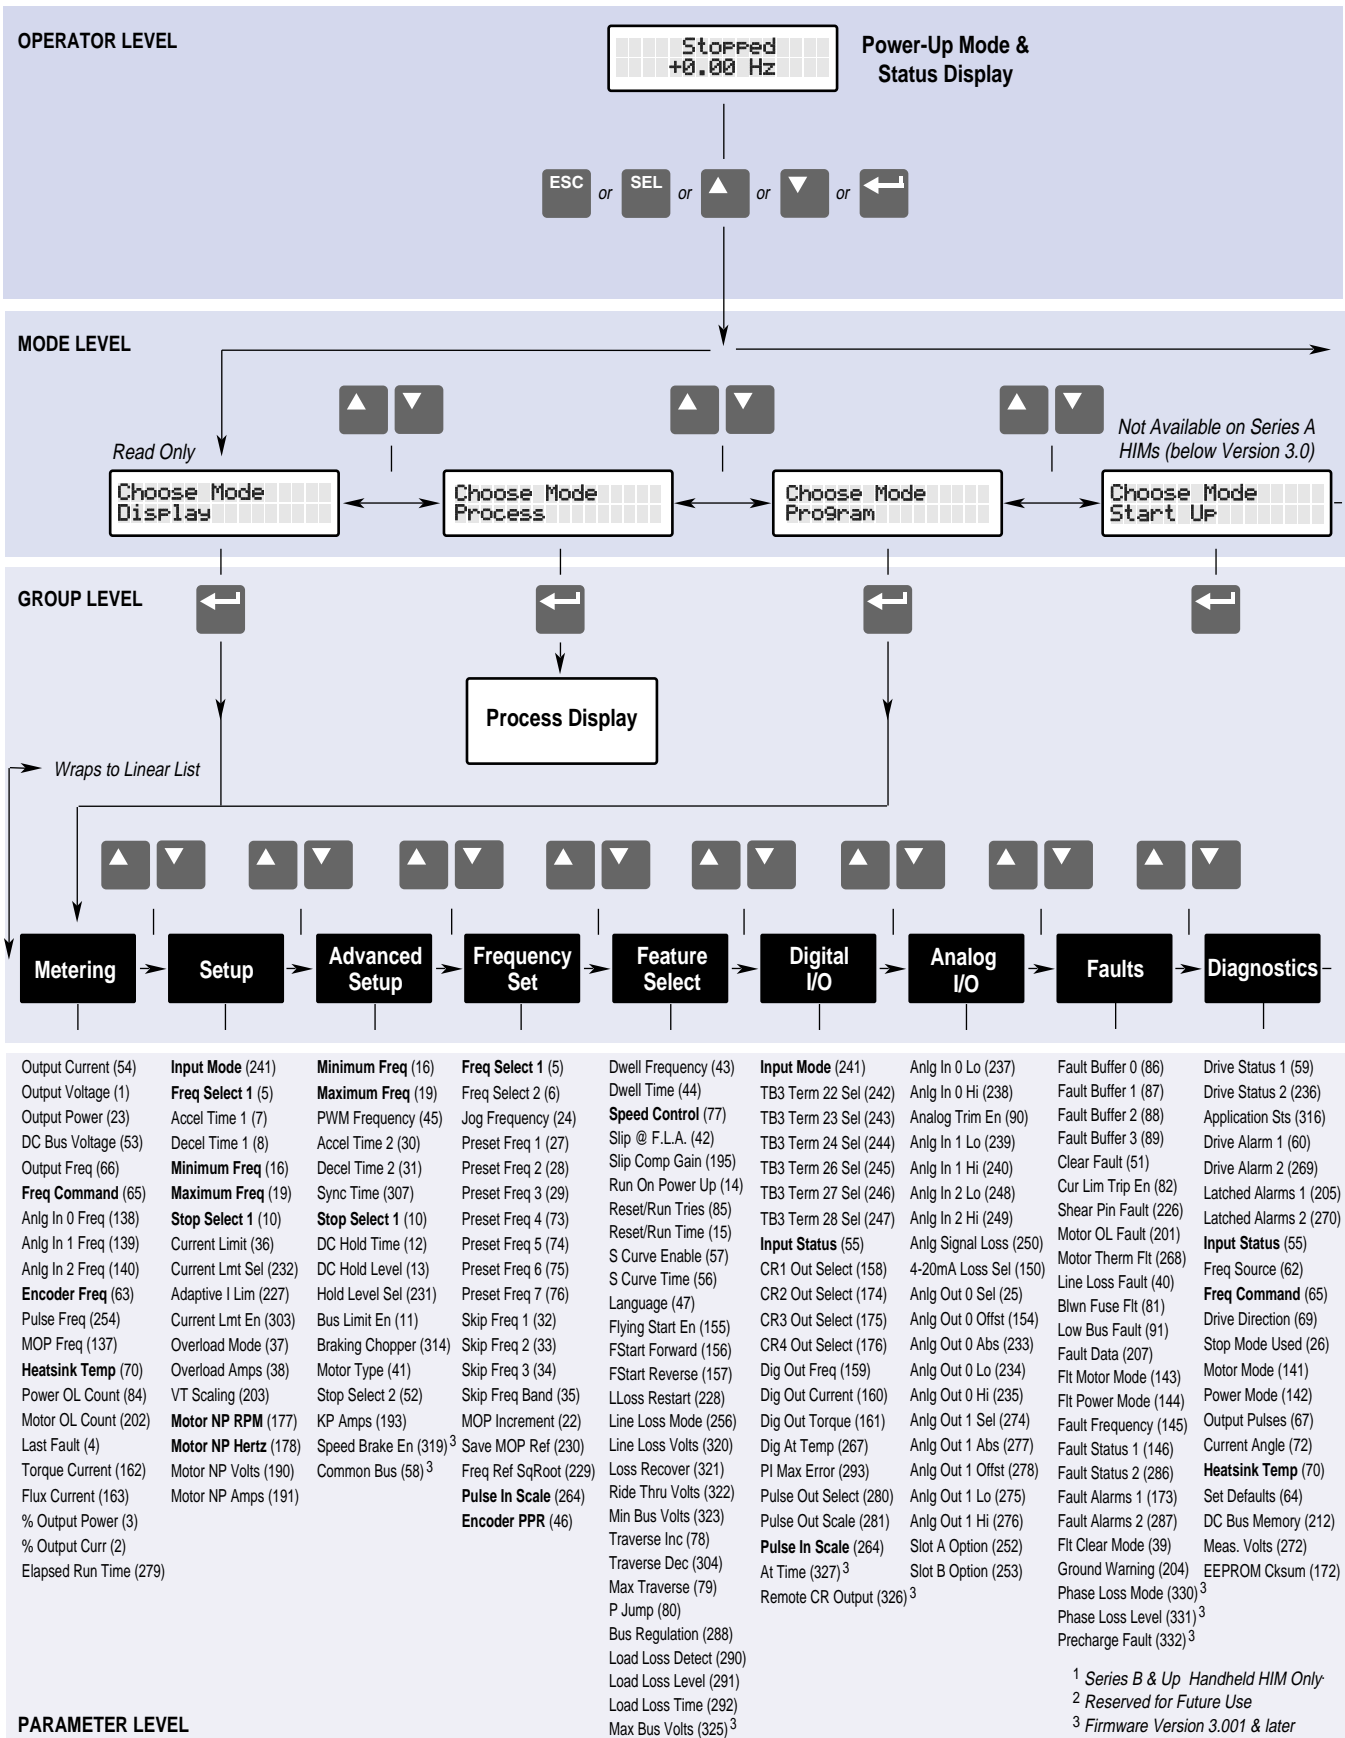 OPERATOR LEVEL
Stopped
+0.00 Hz
Power-Up Mode &
Status Display
ESC or SEL or or or
MODE LEVEL
Read Only
Not Available on Series A
HIMs (below Version 3.0)
Choose Mode
Display
Choose Mode
Process
Choose Mode
Program
Choose Mode
Start Up
GROUP LEVEL
Process Display
Wraps to Linear List
Metering
Setup
Advanced
Setup
Frequency
Set
Feature
Select
Digital
I/O
Analog
I/O
Faults
Diagnostics
Output Current (54)
Output Voltage (1)
Output Power (23)
DC Bus Voltage (53)
Output Freq (66)
Freq Command (65)
Anlg In 0 Freq (138)
Anlg In 1 Freq (139)
Anlg In 2 Freq (140)
Encoder Freq (63)
Pulse Freq (254)
MOP Freq (137)
Heatsink Temp (70)
Power OL Count (84)
Motor OL Count (202)
Last Fault (4)
Torque Current (162)
Flux Current (163)
% Output Power (3)
% Output Curr (2)
Elapsed Run Time (279)
Input Mode (241)
Freq Select 1 (5)
Accel Time 1 (7)
Decel Time 1 (8)
Minimum Freq (16)
Maximum Freq (19)
Stop Select 1 (10)
Current Limit (36)
Current Lmt Sel (232)
Adaptive I Lim (227)
Current Lmt En (303)
Overload Mode (37)
Overload Amps (38)
VT Scaling (203)
Motor NP RPM (177)
Motor NP Hertz (178)
Motor NP Volts (190)
Motor NP Amps (191)
Minimum Freq (16)
Maximum Freq (19)
PWM Frequency (45)
Accel Time 2 (30)
Decel Time 2 (31)
Sync Time (307)
Stop Select 1 (10)
DC Hold Time (12)
DC Hold Level (13)
Hold Level Sel (231)
Bus Limit En (11)
Braking Chopper (314)
Motor Type (41)
Stop Select 2 (52)
KP Amps (193)
Speed Brake En (319) 3
Common Bus (58) 3
Freq Select 1 (5)
Freq Select 2 (6)
Jog Frequency (24)
Preset Freq 1 (27)
Preset Freq 2 (28)
Preset Freq 3 (29)
Preset Freq 4 (73)
Preset Freq 5 (74)
Preset Freq 6 (75)
Preset Freq 7 (76)
Skip Freq 1 (32)
Skip Freq 2 (33)
Skip Freq 3 (34)
Skip Freq Band (35)
MOP Increment (22)
Save MOP Ref (230)
Freq Ref SqRoot (229)
Pulse In Scale (264)
Encoder PPR (46)
Dwell Frequency (43)
Dwell Time (44)
Speed Control (77)
Slip @ F.L.A. (42)
Slip Comp Gain (195)
Run On Power Up (14)
Reset/Run Tries (85)
Reset/Run Time (15)
S Curve Enable (57)
S Curve Time (56)
Language (47)
Flying Start En (155)
FStart Forward (156)
FStart Reverse (157)
LLoss Restart (228)
Line Loss Mode (256)
Line Loss Volts (320)
Loss Recover (321)
Ride Thru Volts (322)
Min Bus Volts (323)
Traverse Inc (78)
Traverse Dec (304)
Max Traverse (79)
P Jump (80)
Bus Regulation (288)
Load Loss Detect (290)
Load Loss Level (291)
Load Loss Time (292)
Max Bus Volts (325) 3
Input Mode (241)
TB3 Term 22 Sel (242)
TB3 Term 23 Sel (243)
TB3 Term 24 Sel (244)
TB3 Term 26 Sel (245)
TB3 Term 27 Sel (246)
TB3 Term 28 Sel (247)
Input Status (55)
CR1 Out Select (158)
CR2 Out Select (174)
CR3 Out Select (175)
CR4 Out Select (176)
Dig Out Freq (159)
Dig Out Current (160)
Dig Out Torque (161)
Dig At Temp (267)
PI Max Error (293)
Pulse Out Select (280)
Pulse Out Scale (281)
Pulse In Scale (264)
At Time (327) 3
Remote CR Output (326) 3
Anlg In 0 Lo (237)
Anlg In 0 Hi (238)
Analog Trim En (90)
Anlg In 1 Lo (239)
Anlg In 1 Hi (240)
Anlg In 2 Lo (248)
Anlg In 2 Hi (249)
Anlg Signal Loss (250)
4-20mA Loss Sel (150)
Anlg Out 0 Sel (25)
Anlg Out 0 Offst (154)
Anlg Out 0 Abs (233)
Anlg Out 0 Lo (234)
Anlg Out 0 Hi (235)
Anlg Out 1 Sel (274)
Anlg Out 1 Abs (277)
Anlg Out 1 Offst (278)
Anlg Out 1 Lo (275)
Anlg Out 1 Hi (276)
Slot A Option (252)
Slot B Option (253)
Fault Buffer 0 (86)
Fault Buffer 1 (87)
Fault Buffer 2 (88)
Fault Buffer 3 (89)
Clear Fault (51)
Cur Lim Trip En (82)
Shear Pin Fault (226)
Motor OL Fault (201)
Motor Therm Flt (268)
Line Loss Fault (40)
Blwn Fuse Flt (81)
Low Bus Fault (91)
Fault Data (207)
Flt Motor Mode (143)
Flt Power Mode (144)
Fault Frequency (145)
Fault Status 1 (146)
Fault Status 2 (286)
Fault Alarms 1 (173)
Fault Alarms 2 (287)
Flt Clear Mode (39)
Ground Warning (204)
Phase Loss Mode (330) 3
Phase Loss Level (331) 3
Precharge Fault (332) 3
Drive Status 1 (59)
Drive Status 2 (236)
Application Sts (316)
Drive Alarm 1 (60)
Drive Alarm 2 (269)
Latched Alarms 1 (205)
Latched Alarms 2 (270)
Input Status (55)
Freq Source (62)
Freq Command (65)
Drive Direction (69)
Stop Mode Used (26)
Motor Mode (141)
Power Mode (142)
Output Pulses (67)
Current Angle (72)
Heatsink Temp (70)
Set Defaults (64)
DC Bus Memory (212)
Meas. Volts (272)
EEPROM Cksum (172)
1 Series B & Up Handheld HIM Only.
2 Reserved for Future Use
3 Firmware Version 3.001 & later
PARAMETER LEVEL